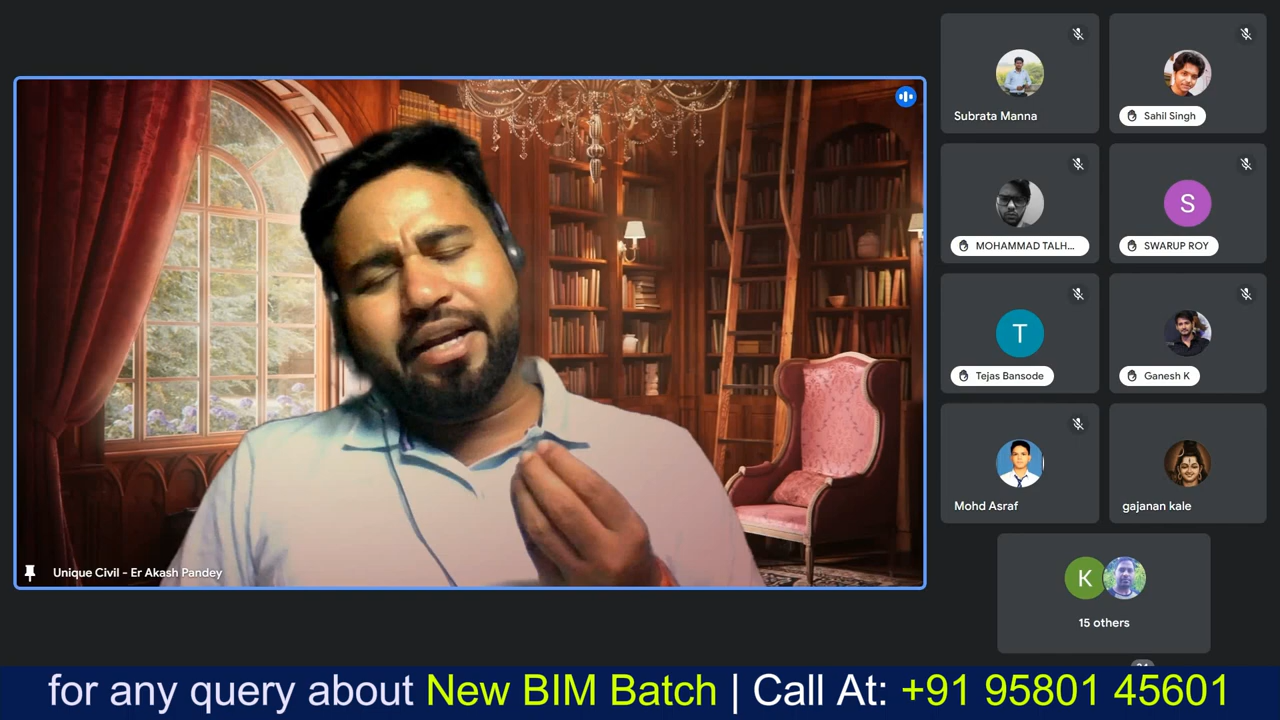 Subrata Manna
Sahil Singh
MOHAMMAD TALH...
S
SWARUP ROY
T
Tejas Bansode
Ganesh K
Mohd Asraf
gajanan kale
Unique Civil - Er Akash Pandey
K
15 others
for any query about New BIM Batch | Call At: +91 95801 45601